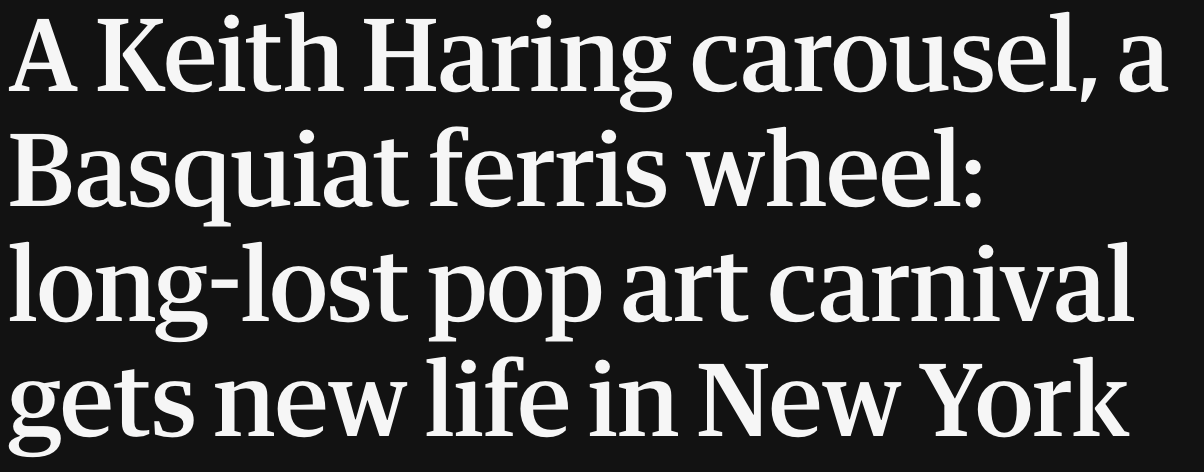 A Keith Haring carousel, a
Basquiat ferris wheel:
long-lost pop art carnival
gets new life in New York